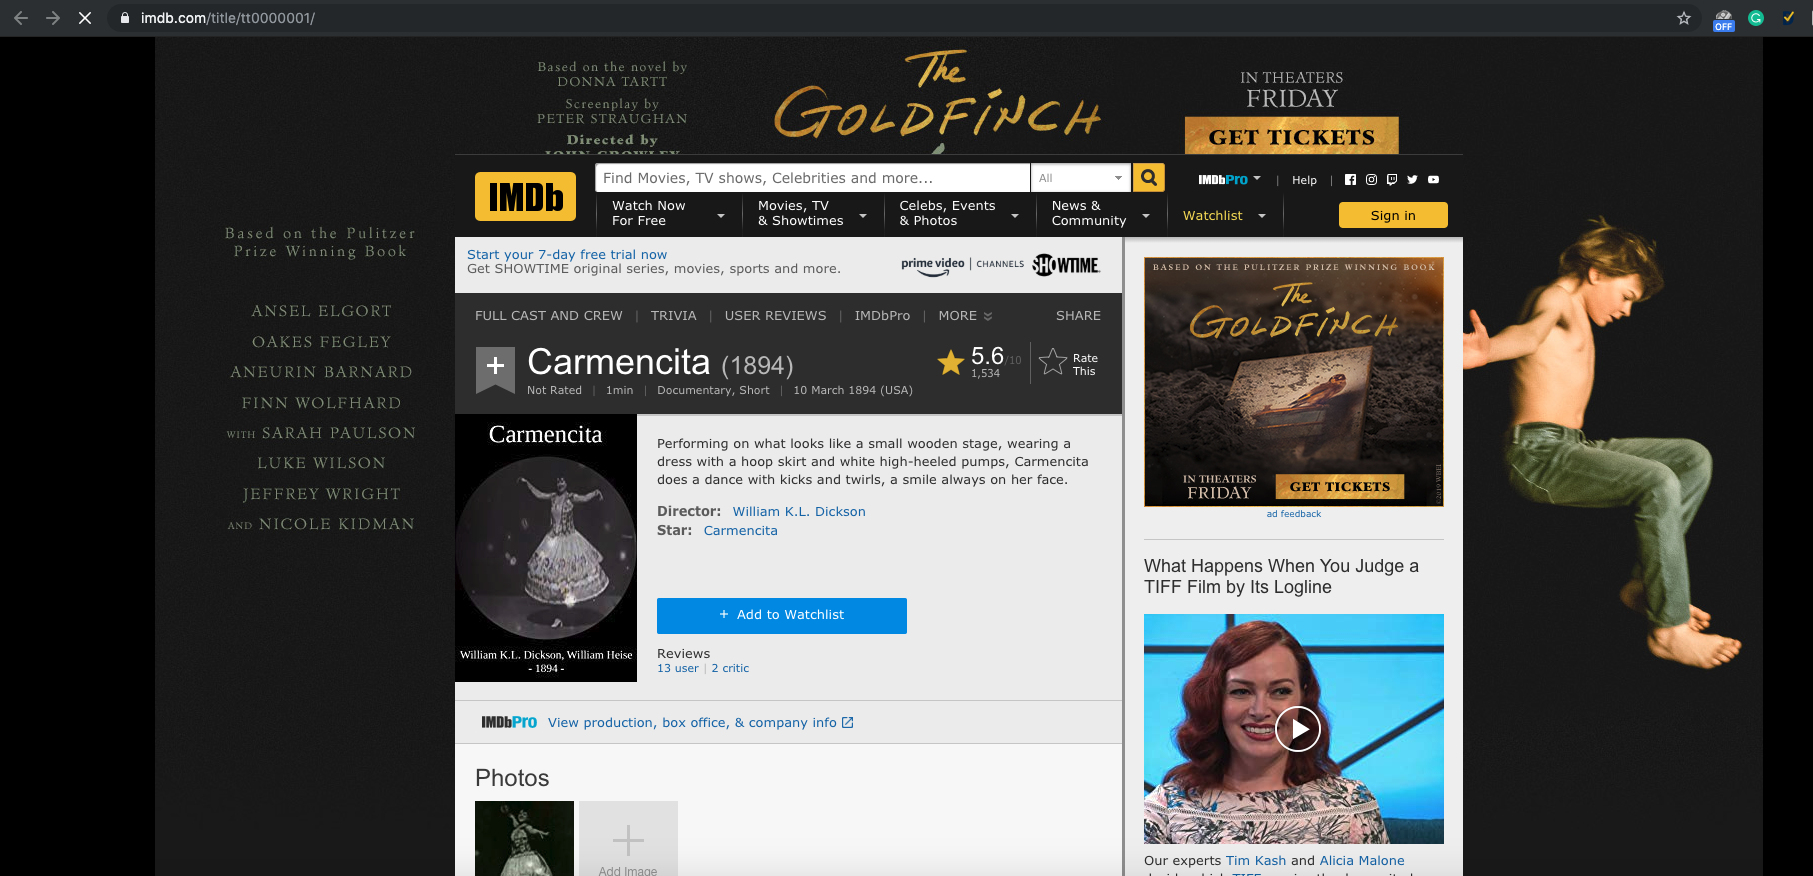 imdb.com/title/tt0000001/
OFF
Based on the novel by
DONNA TARTT
Screenplay by
PETER STRAUGHAN
Directed by
JOHN CROWLEY
The
GOLDFINCH
IN THEATERS
FRIDAY
GET TICKETS
IMDb
Find Movies, TV shows, Celebrities and more...
All
IMDbPro | Help |
Watch Now
For Free
Movies, TV
& Showtimes
Celebs, Events
& Photos
News &
Community
Watchlist
Sign in
Based on the Pulitzer
Prize Winning Book
ANSEL ELGORT
OAKES FEGLEY
ANEURIN BARNARD
FINN WOLFHARD
WITH SARAH PAULSON
LUKE WILSON
JEFFREY WRIGHT
AND NICOLE KIDMAN
Start your 7-day free trial now
Get SHOWTIME original series, movies, sports and more.
prime video | CHANNELS SHOWTIME
FULL CAST AND CREW | TRIVIA | USER REVIEWS | IMDbPro | MORE SHARE
+ Carmencita (1894)
5.6/10
1,534
Rate
This
Not Rated | 1min | Documentary, Short | 10 March 1894 (USA)
Carmencita
William K.L. Dickson, William Heise
- 1894 -
Performing on what looks like a small wooden stage, wearing a
dress with a hoop skirt and white high-heeled pumps, Carmencita
does a dance with kicks and twirls, a smile always on her face.
Director: William K.L. Dickson
Star: Carmencita
+ Add to Watchlist
Reviews
13 user | 2 critic
IMDbPro View production, box office, & company info
Photos
Add Image
BASED ON THE PULITZER PRIZE WINNING BOOK
The
GOLDFINCH
IN THEATERS
FRIDAY
GET TICKETS
ad feedback
What Happens When You Judge a
TIFF Film by Its Logline
Our experts Tim Kash and Alicia Malone